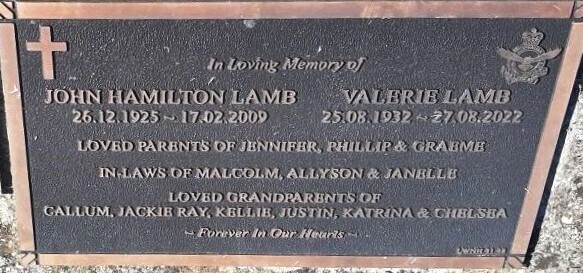 In Loving Memory of
JOHN HAMILTON LAMB VALERIE LAMB
26.12.1925 ~ 17.02.2009 25.08.1932 ~ 27.08.2022
LOVED PARENTS OF JENNIFER, PHILLIP & GRAEME
IN-LAWS OF MALCOLM, ALLYSON & JANELLE
LOVED GRANDPARENTS OF
CALLUM, JACKIE RAY, KELLIE, JUSTIN, KATRINA & CHELSEA
~ Forever In Our Hearts ~